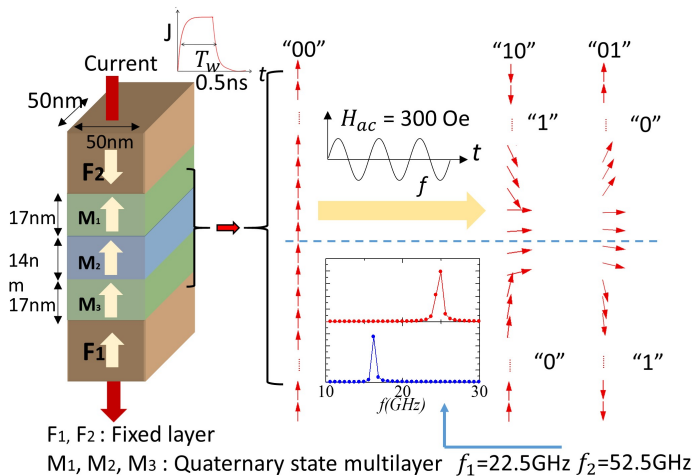 J
T_w
t
0.5ns
Current
50nm
50nm
F2
M1
M2
M3
F1
17nm
14n
m
17nm
"00"
"10"
"01"
H_ac = 300 Oe
t
f
"1"
"0"
"0"
"1"
10 20 30
f(GHz)
F1, F2 : Fixed layer
M1, M2, M3 : Quaternary state multilayer f1=22.5GHz f2=52.5GHz